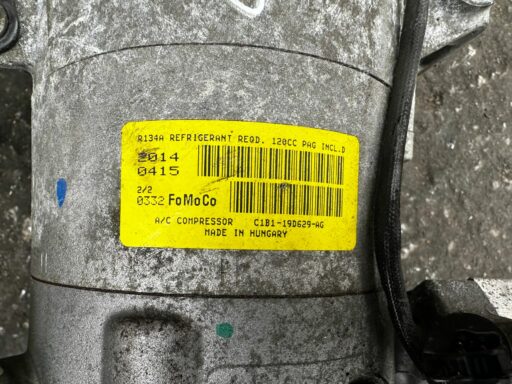 R134A REFRIGERANT REQD. 120CC PAG INCL.D
2014
0415
2/2
0332 FoMoCo
A/C COMPRESSOR C1B1-19D629-AG
MADE IN HUNGARY